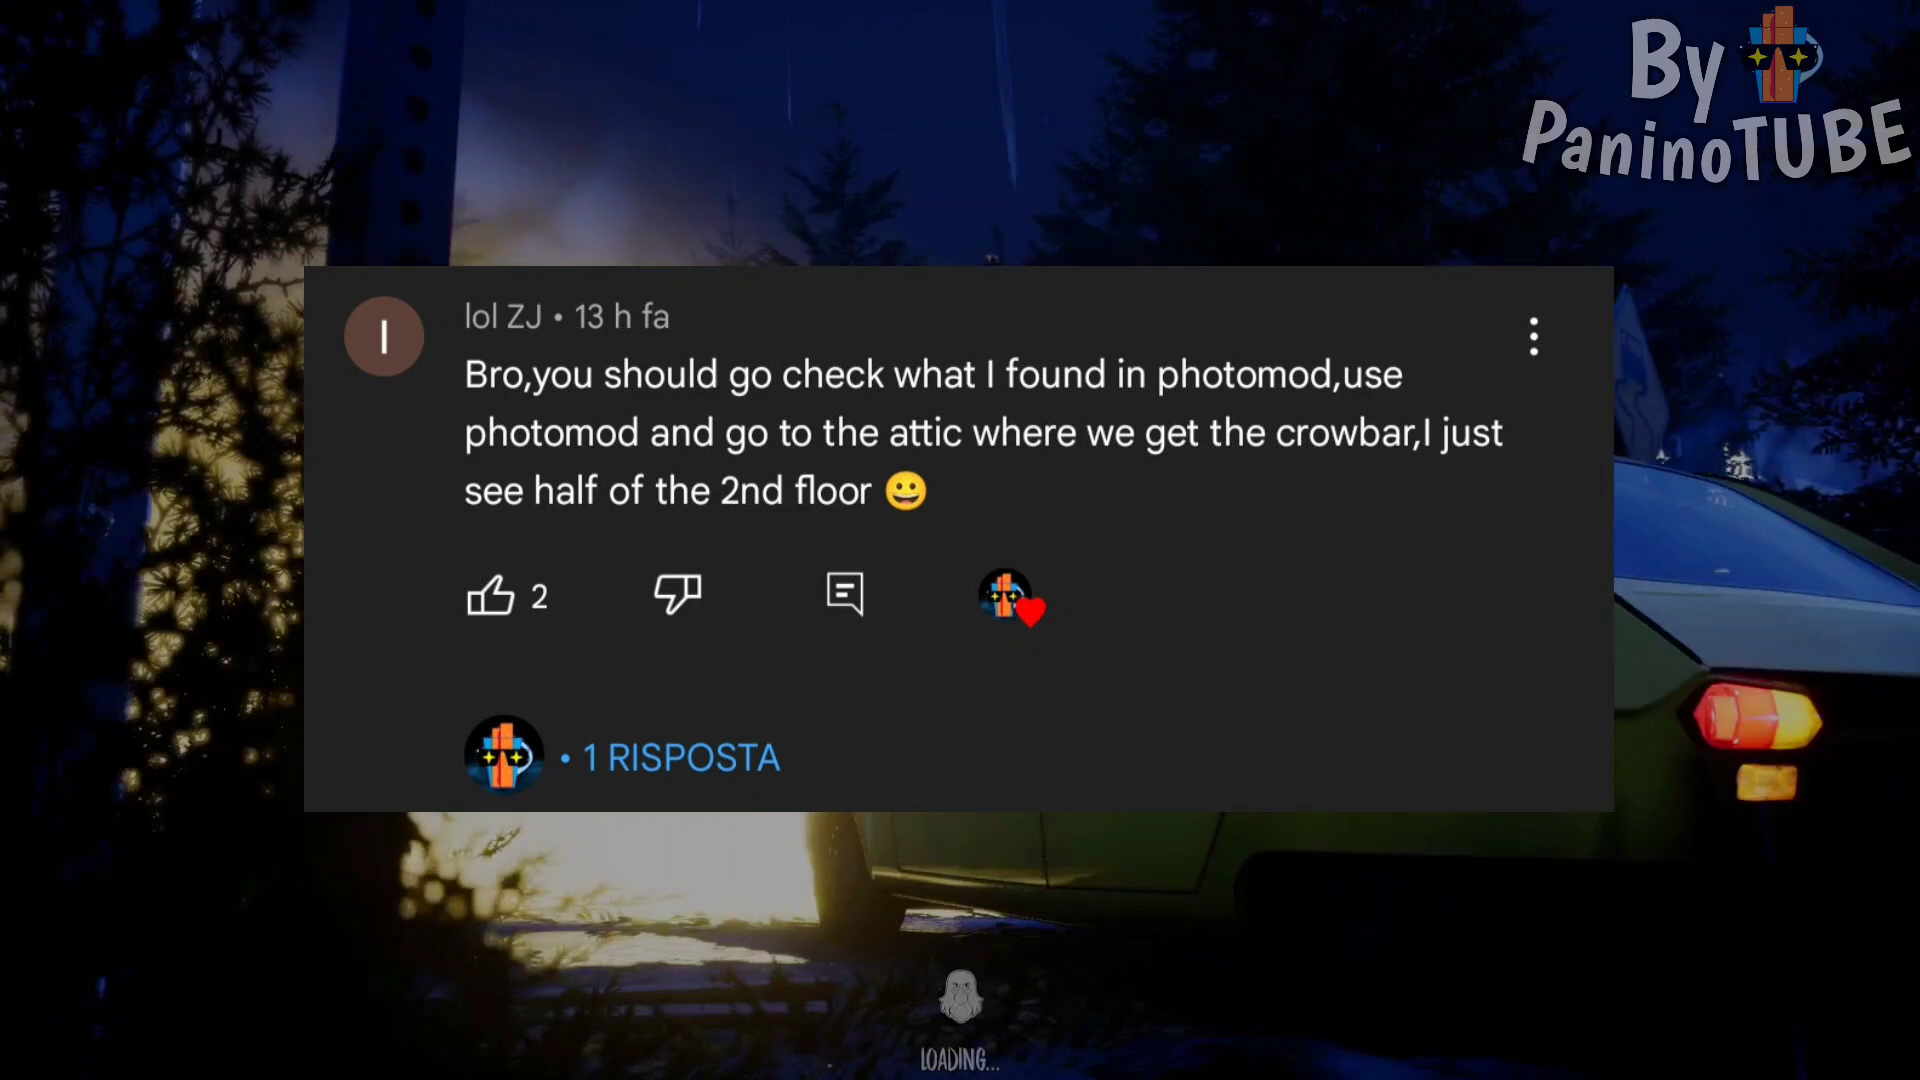 By
PaninoTUBE
l
lol ZJ • 13 h fa
Bro,you should go check what I found in photomod,use
photomod and go to the attic where we get the crowbar,I just
see half of the 2nd floor 😀
2
• 1 RISPOSTA
LOADING...